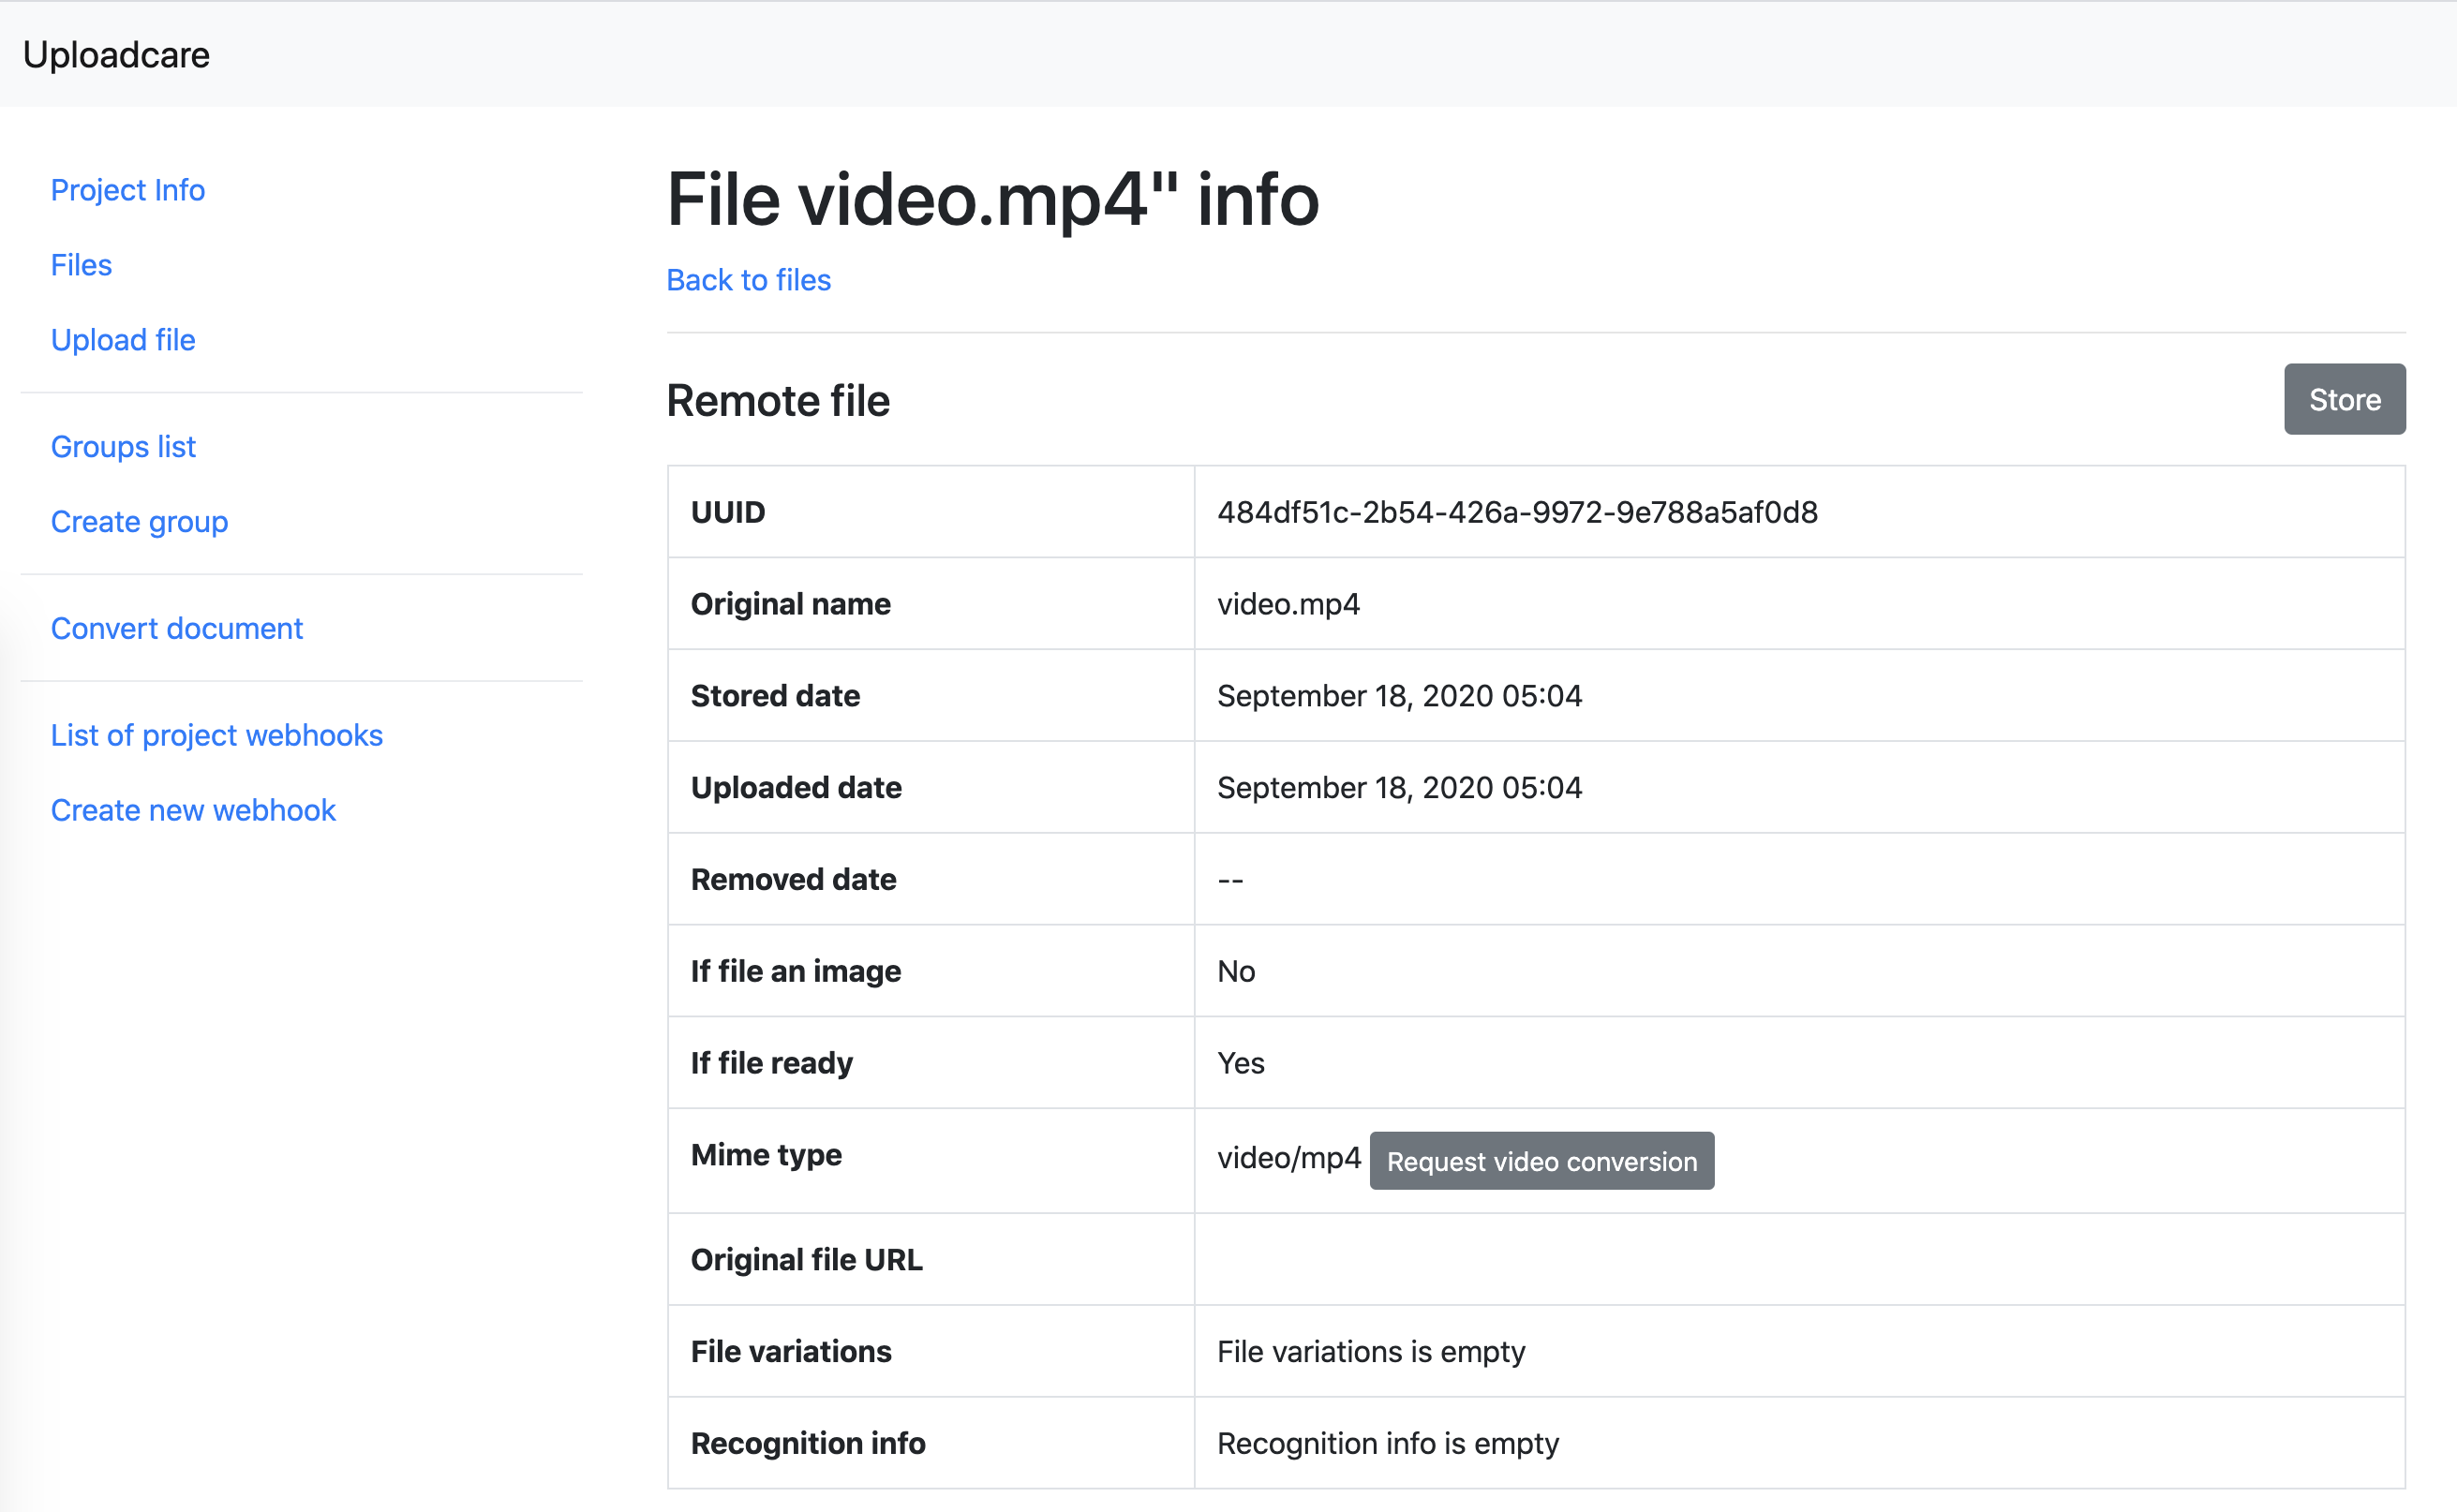 Uploadcare
Project Info
Files
Upload file
Groups list
Create group
Convert document
List of project webhooks
Create new webhook
File video.mp4" info
Back to files
Remote file
Store
UUID 484df51c-2b54-426a-9972-9e788a5af0d8
Original name video.mp4
Stored date September 18, 2020 05:04
Uploaded date September 18, 2020 05:04
Removed date --
If file an image No
If file ready Yes
Mime type video/mp4 Request video conversion
Original file URL
File variations File variations is empty
Recognition info Recognition info is empty